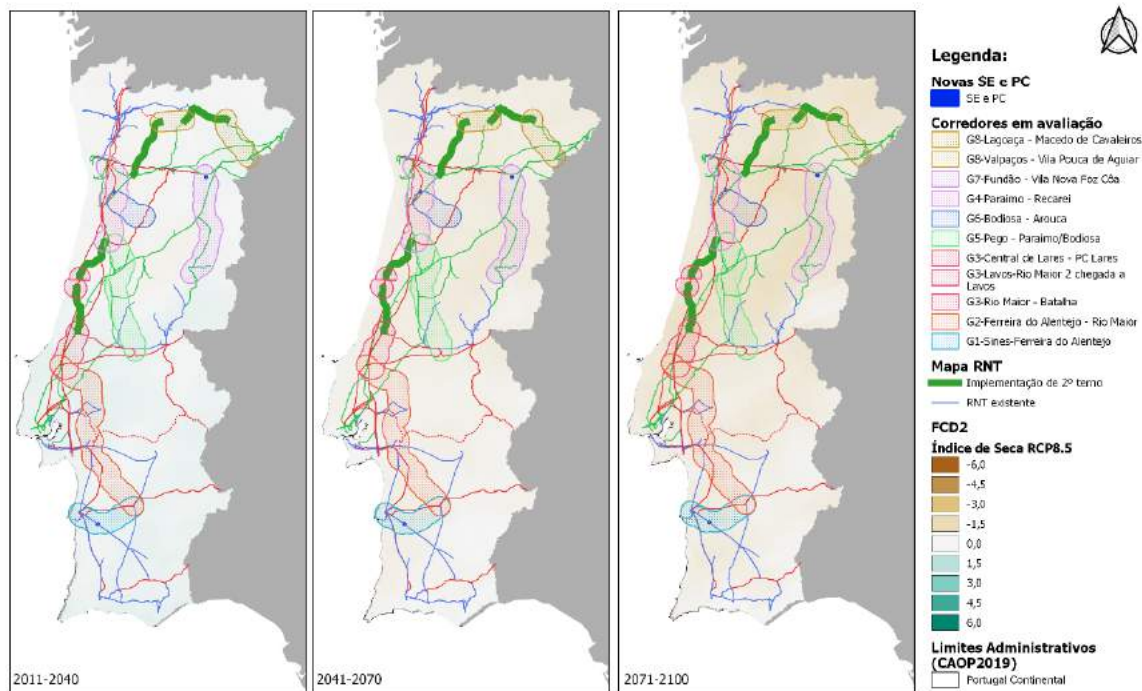 2011-2040
2041-2070
2071-2100
Legenda:
Novas SE e PC
SE e PC
Corredores em avaliação
G8-Lagoaça - Macedo de Cavaleiros
G8-Valpaços - Vila Pouca de Aguiar
G7-Fundão - Vila Nova Foz Côa
G4-Paraimo - Recarei
G6-Bodiosa - Arouca
G5-Pego - Paraimo/Bodiosa
G3-Central de Lares - PC Lares
G3-Lavos-Rio Maior 2 chegada a
Lavos
G3-Rio Maior - Batalha
G2-Ferreira do Alentejo - Rio Maior
G1-Sines-Ferreira do Alentejo
Mapa RNT
Implementação de 2º terno
RNT existente
FCD2
Índice de Seca RCP8.5
-6,0
-4,5
-3,0
-1,5
0,0
1,5
3,0
4,5
6,0
Limites Administrativos
(CAOP2019)
Portugal Continental